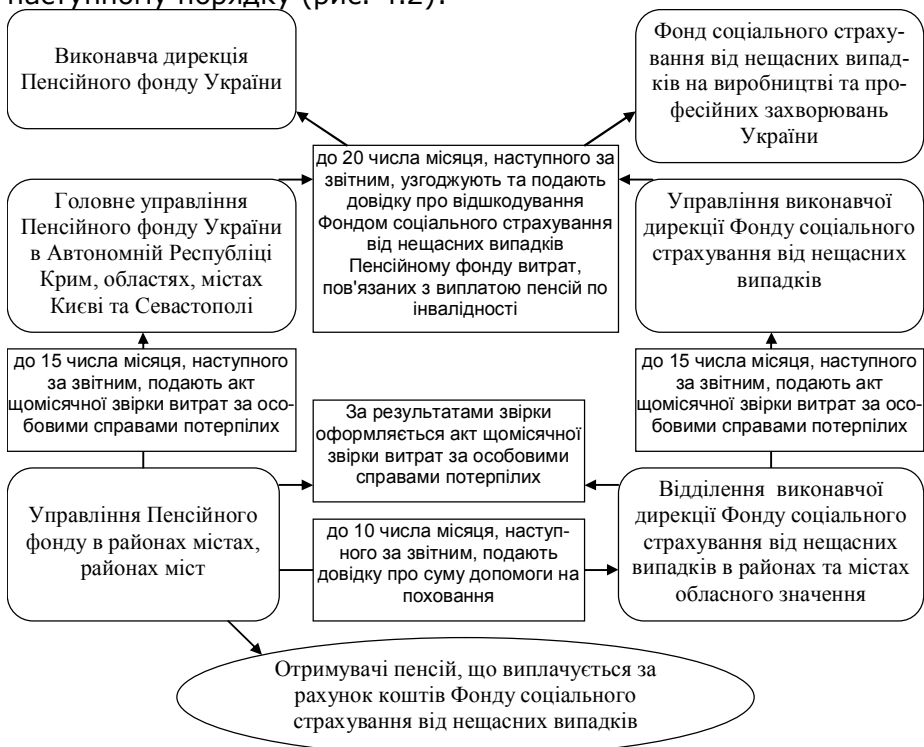 наступному порядку (рис. 4.2).
Виконавча дирекція
Пенсійного фонду України
Фонд соціального страху-
вання від нещасних випад-
ків на виробництві та про-
фесійних захворювань
України
до 20 числа місяця, наступного за
звітним, узгоджують та подають
довідку про відшкодування
Фондом соціального страхування
від нещасних випадків
Пенсійному фонду витрат,
пов'язаних з виплатою пенсій по
інвалідності
Головне управління
Пенсійного фонду України
в Автономній Республіці
Крим, областях, містах
Києві та Севастополі
Управління виконавчої
дирекції Фонду соціального
страхування від нещасних
випадків
до 15 числа місяця, наступного
за звітним, подають акт
щомісячної звірки витрат за осо-
бовими справами потерпілих
до 15 числа місяця, наступного
за звітним, подають акт
щомісячної звірки витрат за осо-
бовими справами потерпілих
За результатами звірки
оформляється акт щомісячної
звірки витрат за особовими
справами потерпілих
Управління Пенсійного
фонду в районах містах,
районах міст
до 10 числа місяця, наступ-
ного за звітним, подають
довідку про суму допомоги на
поховання
Відділення виконавчої
дирекції Фонду соціального
страхування від нещасних
випадків в районах та містах
обласного значення
Отримувачі пенсій, що виплачується за
рахунок коштів Фонду соціального
страхування від нещасних випадків